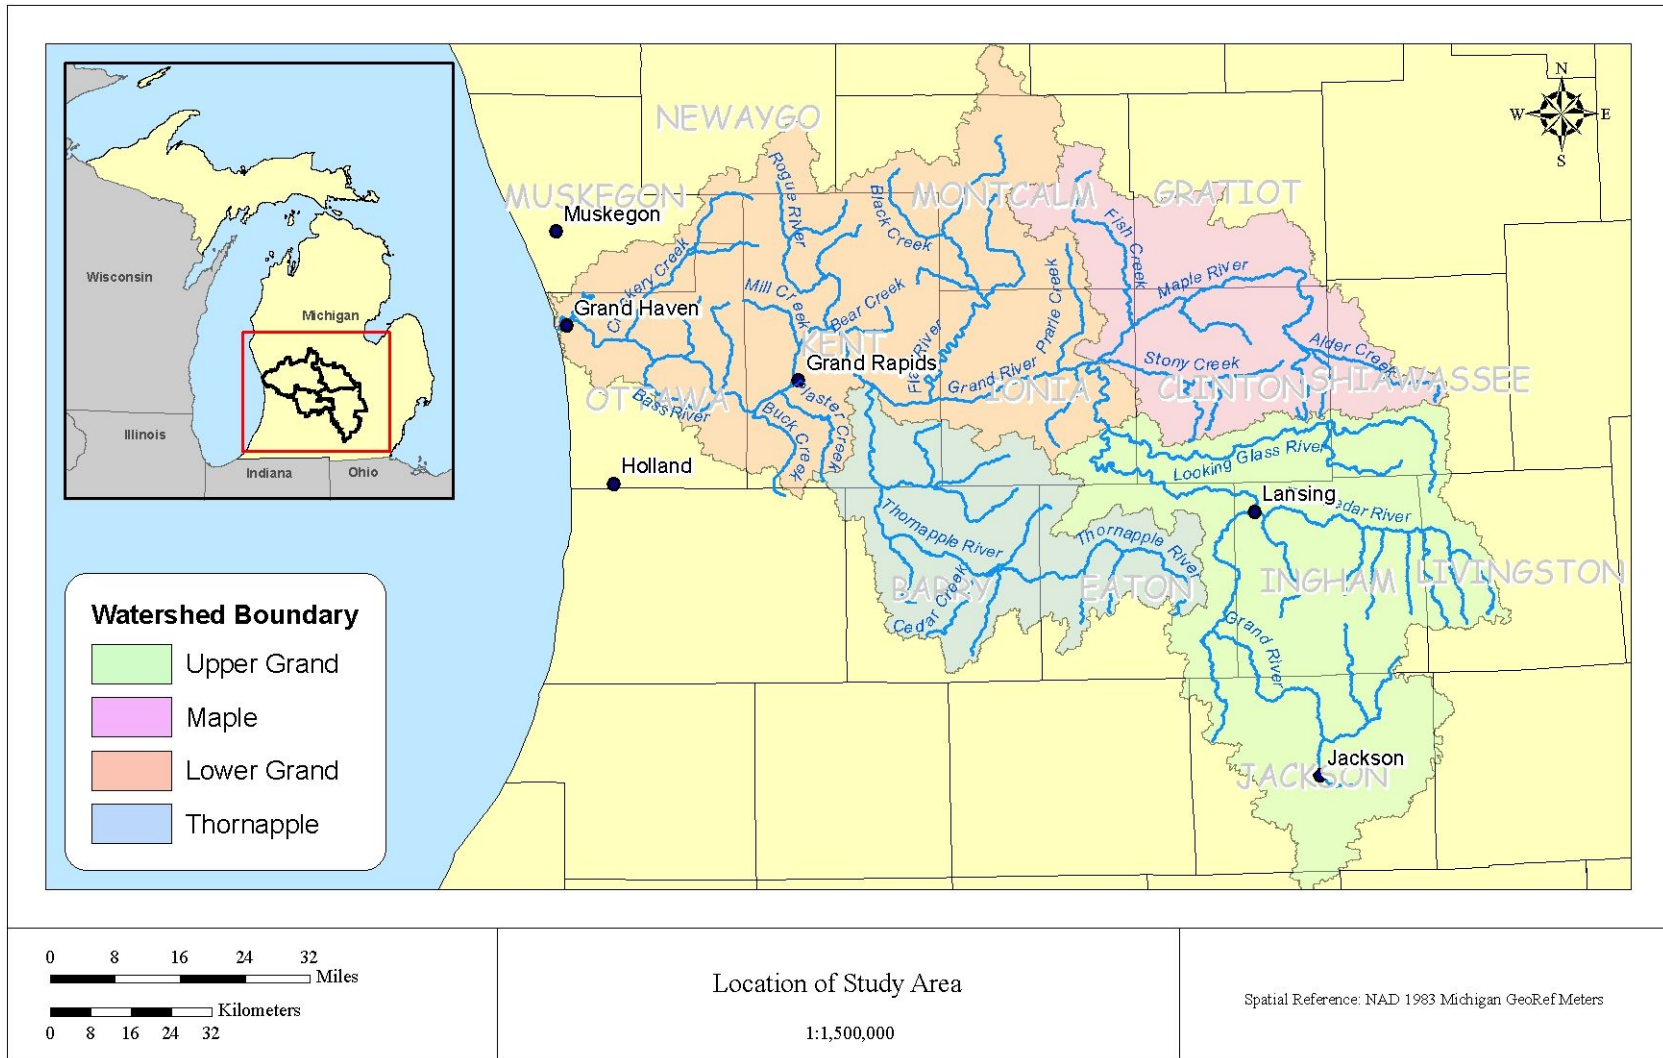 Wisconsin
Michigan
Illinois
Indiana
Ohio
N
W
E
S
NEWAYGO
MUSKEGON
Muskegon
MONTCALM
GRATIOT
Rogue River
Black Creek
Fish Creek
Maple River
Grand Haven
Mill Creek
Bear Creek
Prarie Creek
KENT
Grand Rapids
Grand River
IONIA
Stony Creek
CLINTON
Alder Creek
SHIAWASSEE
OTTAWA
Bass River
Buck Creek
Plaster Creek
Holland
Looking Glass River
Lansing
Thornapple River
Thornapple River
BARRY
Cedar Creek
EATON
INGHAM
LIVINGSTON
Grand River
JACKSON
Jackson
Watershed Boundary
Upper Grand
Maple
Lower Grand
Thornapple
0 8 16 24 32
Miles
Kilometers
0 8 16 24 32
Location of Study Area
1:1,500,000
Spatial Reference: NAD 1983 Michigan GeoRef Meters